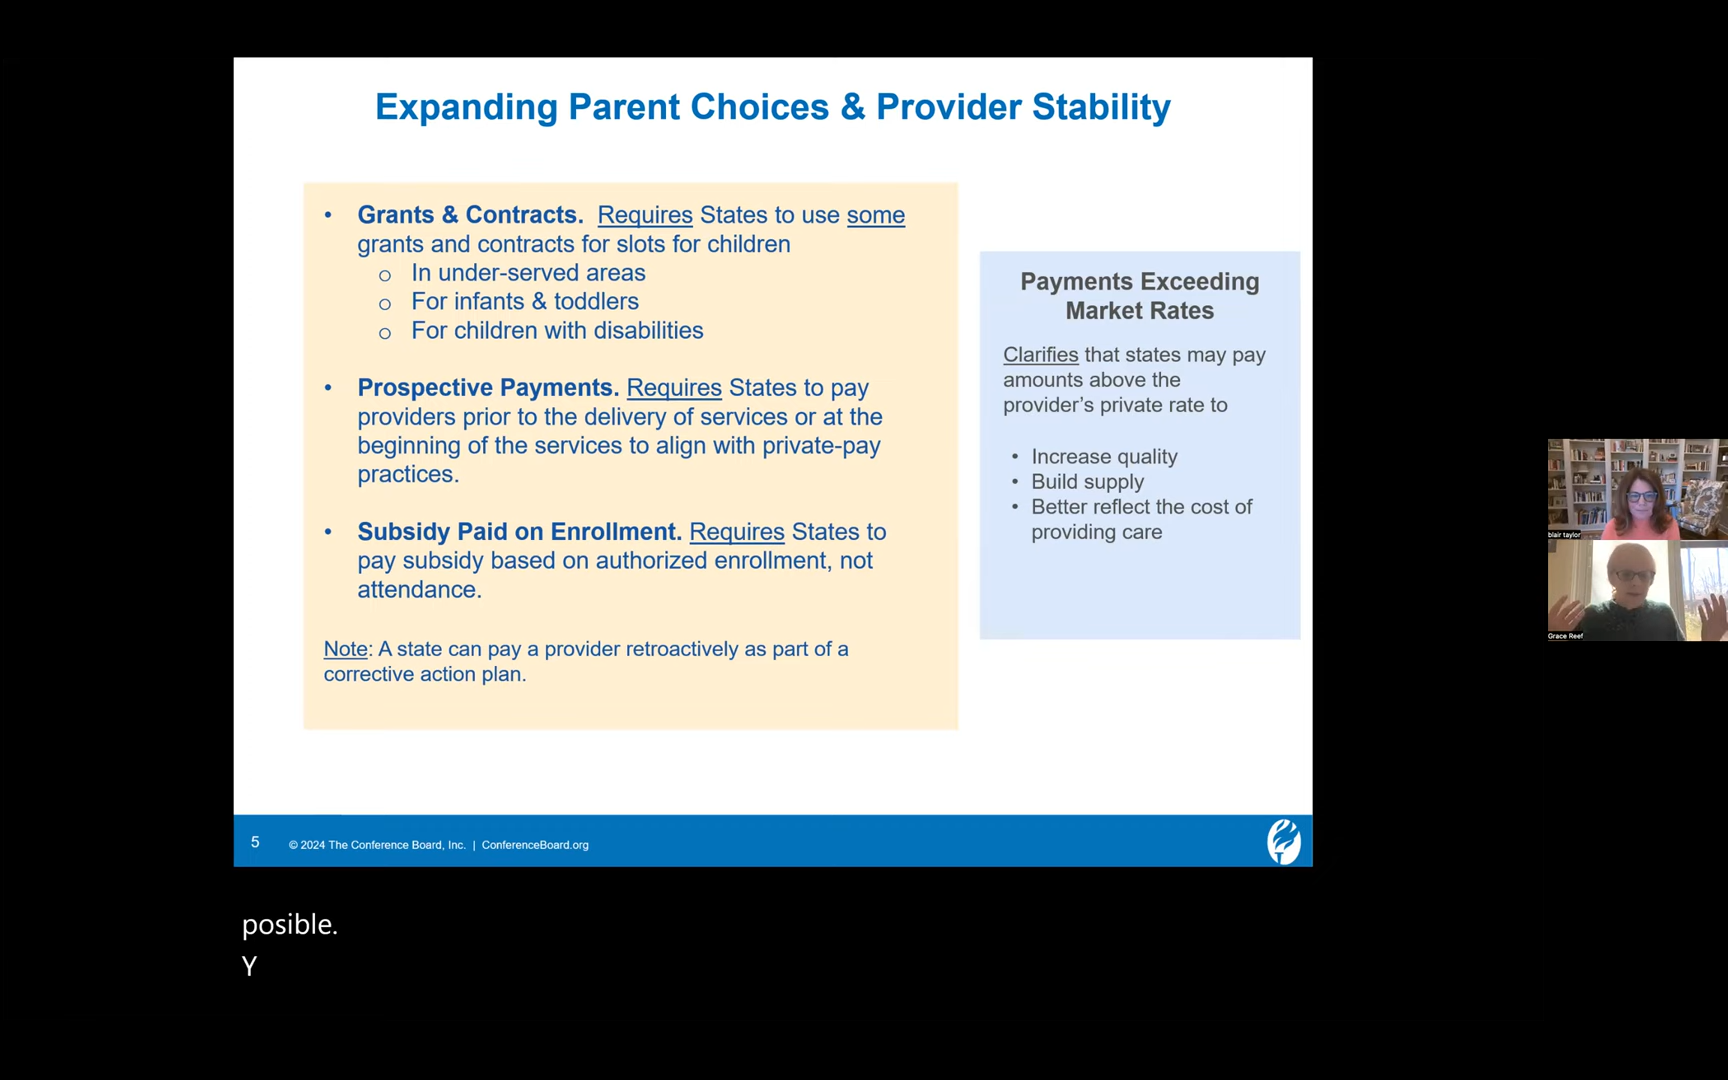 Expanding Parent Choices & Provider Stability
• Grants & Contracts. Requires States to use some
grants and contracts for slots for children
o In under-served areas
o For infants & toddlers
o For children with disabilities
• Prospective Payments. Requires States to pay
providers prior to the delivery of services or at the
beginning of the services to align with private-pay
practices.
• Subsidy Paid on Enrollment. Requires States to
pay subsidy based on authorized enrollment, not
attendance.
Note: A state can pay a provider retroactively as part of a
corrective action plan.
Payments Exceeding
Market Rates
Clarifies that states may pay
amounts above the
provider's private rate to
• Increase quality
• Build supply
• Better reflect the cost of
providing care
blair taylor
Grace Reef
5 © 2024 The Conference Board, Inc. | ConferenceBoard.org
posible.
Y